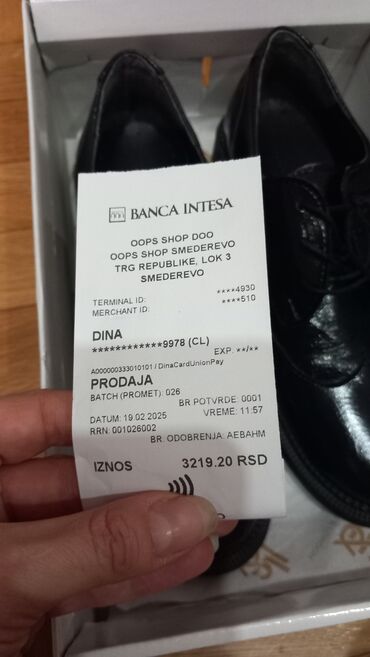 BANCA INTESA
OOPS SHOP DOO
OOPS SHOP SMEDEREVO
TRG REPUBLIKE, LOK 3
SMEDEREVO
TERMINAL ID: ****4930
MERCHANT ID: ****510
DINA
************9978 (CL)
EXP. **/**
A000000333010101 / DinaCardUnionPay
PRODAJA
BATCH (PROMET): 026
BR.POTVRDE: 0001
DATUM: 19.02.2025 VREME: 11:57
RRN: 001026002
BR. ODOBRENJA: AEBAHM
IZNOS 3219.20 RSD